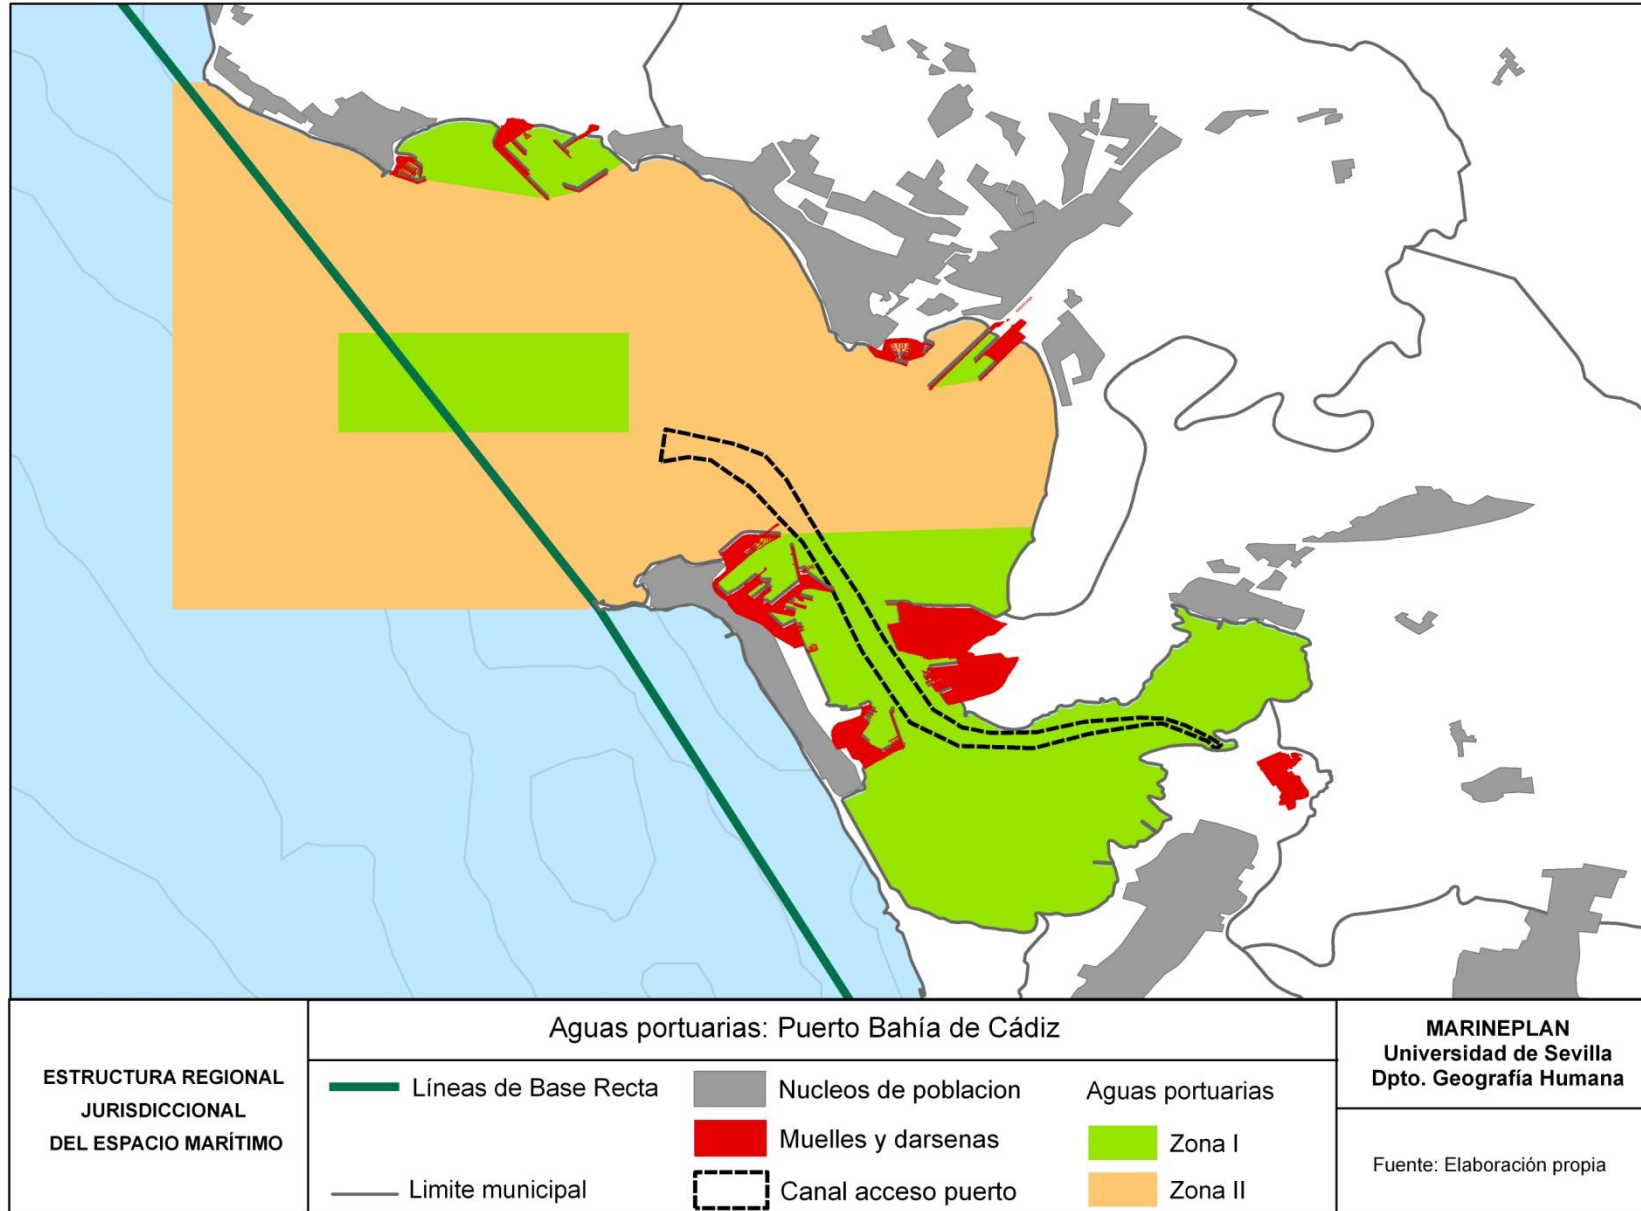 ESTRUCTURA REGIONAL
JURISDICCIONAL
DEL ESPACIO MARÍTIMO
Aguas portuarias: Puerto Bahía de Cádiz
Líneas de Base Recta
Limite municipal
Nucleos de poblacion
Muelles y darsenas
Canal acceso puerto
Aguas portuarias
Zona I
Zona II
MARINEPLAN
Universidad de Sevilla
Dpto. Geografía Humana
Fuente: Elaboración propia